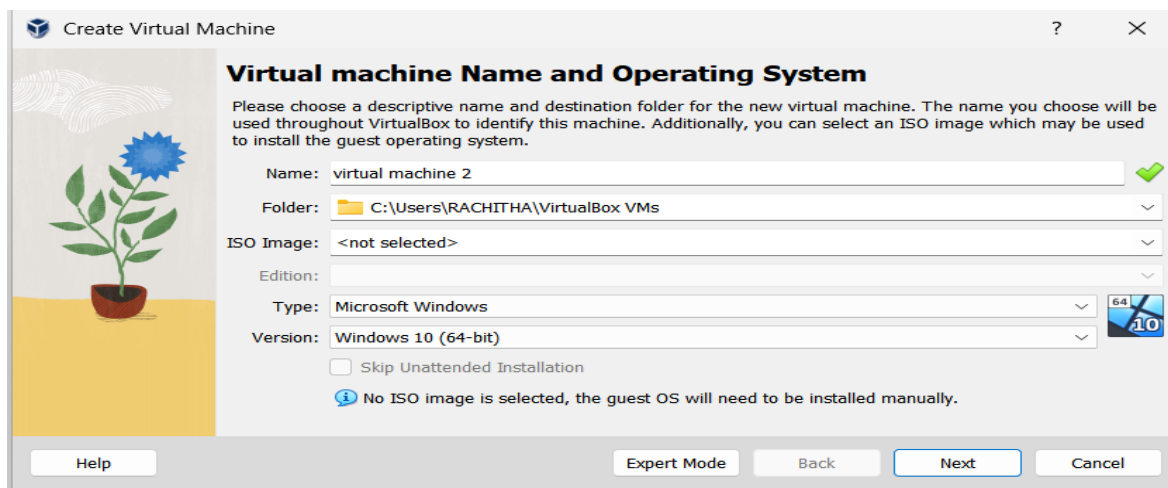 Create Virtual Machine ?
Virtual machine Name and Operating System
Please choose a descriptive name and destination folder for the new virtual machine. The name you choose will be
used throughout VirtualBox to identify this machine. Additionally, you can select an ISO image which may be used
to install the guest operating system.
Name: virtual machine 2
Folder: C:\Users\RACHITHA\VirtualBox VMs
ISO Image: <not selected>
Edition:
Type: Microsoft Windows
64
10
Version: Windows 10 (64-bit)
Skip Unattended Installation
No ISO image is selected, the guest OS will need to be installed manually.
Help Expert Mode Back Next Cancel